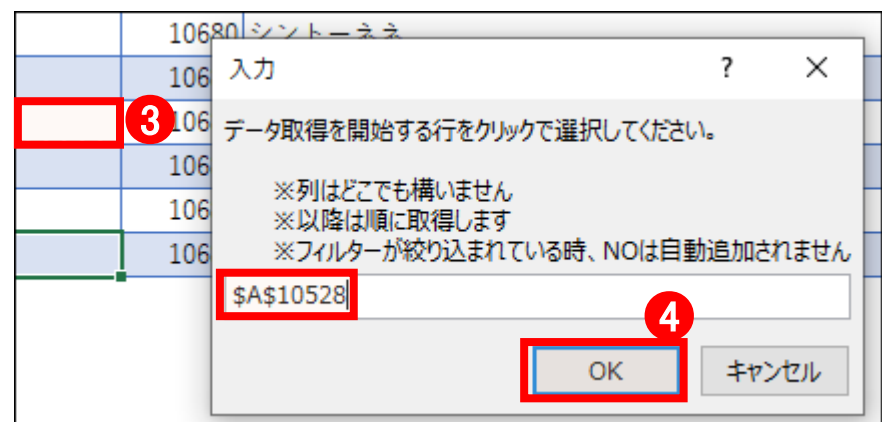 10680 シントーネネ
106 入力 ? ×
3 106 データ取得を開始する行をクリックで選択してください。
106 ※列はどこでも構いません
106 ※以降は順に取得します
106 ※フィルターが絞り込まれている時、NOは自動追加されません
$A$10528
4
OK キャンセル